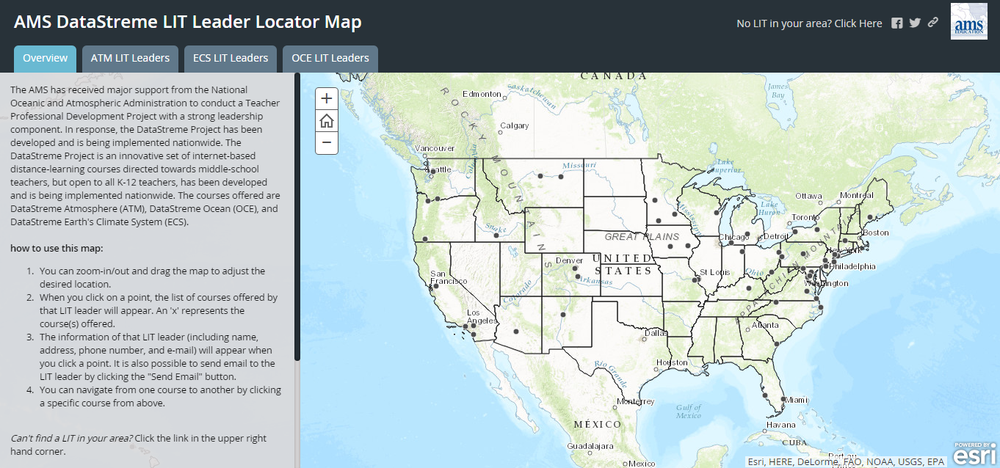 AMS DataStreme LIT Leader Locator Map
No LIT in your area? Click Here
ams
EDUCATION
Overview
ATM LIT Leaders
ECS LIT Leaders
OCE LIT Leaders
The AMS has received major support from the National
Oceanic and Atmospheric Administration to conduct a Teacher
Professional Development Project with a strong leadership
component. In response, the DataStreme Project has been
developed and is being implemented nationwide. The
DataStreme Project is an innovative set of internet-based
distance-learning courses directed towards middle-school
teachers, but open to all K-12 teachers, has been developed
and is being implemented nationwide. The courses offered are
DataStreme Atmosphere (ATM), DataStreme Ocean (OCE), and
DataStreme Earth's Climate System (ECS).
how to use this map:
1. You can zoom-in/out and drag the map to adjust the
desired location.
2. When you click on a point, the list of courses offered by
that LIT leader will appear. An 'x' represents the
course(s) offered.
3. The information of that LIT leader (including name,
address, phone number, and e-mail) will appear when
you click a point. It is also possible to send email to the
LIT leader by clicking the "Send Email" button.
4. You can navigate from one course to another by clicking
a specific course from above.
Can't find a LIT in your area? Click the link in the upper right
hand corner.
+
−
CANADA
Edmonton
Saskatchewan
James
Bay
Calgary
ROCKY MOUNTAINS
Vancouver
Seattle
Missouri
Lake
Superior
Ottawa
Montreal
Lake
Huron
Mississippi
Toronto
Snake
GREAT PLAINS
Chicago
Detroit
Boston
New York
Denver
UNITED
STATES
St Louis
Ohio
Philadelphia
San
Francisco
Colorado
Arkansas
Washington
APPALACHIAN MOUNTAINS
Los
Angeles
Atlanta
Dallas
Houston
Rio Grande
Miami
Monterrey
Gulf of
Mexico
MÉXICO
Havana
CUBA
Guadalajara
Mexico
Port-au
Esri, HERE, DeLorme, FAO, NOAA, USGS, EPA
POWERED BY
esri